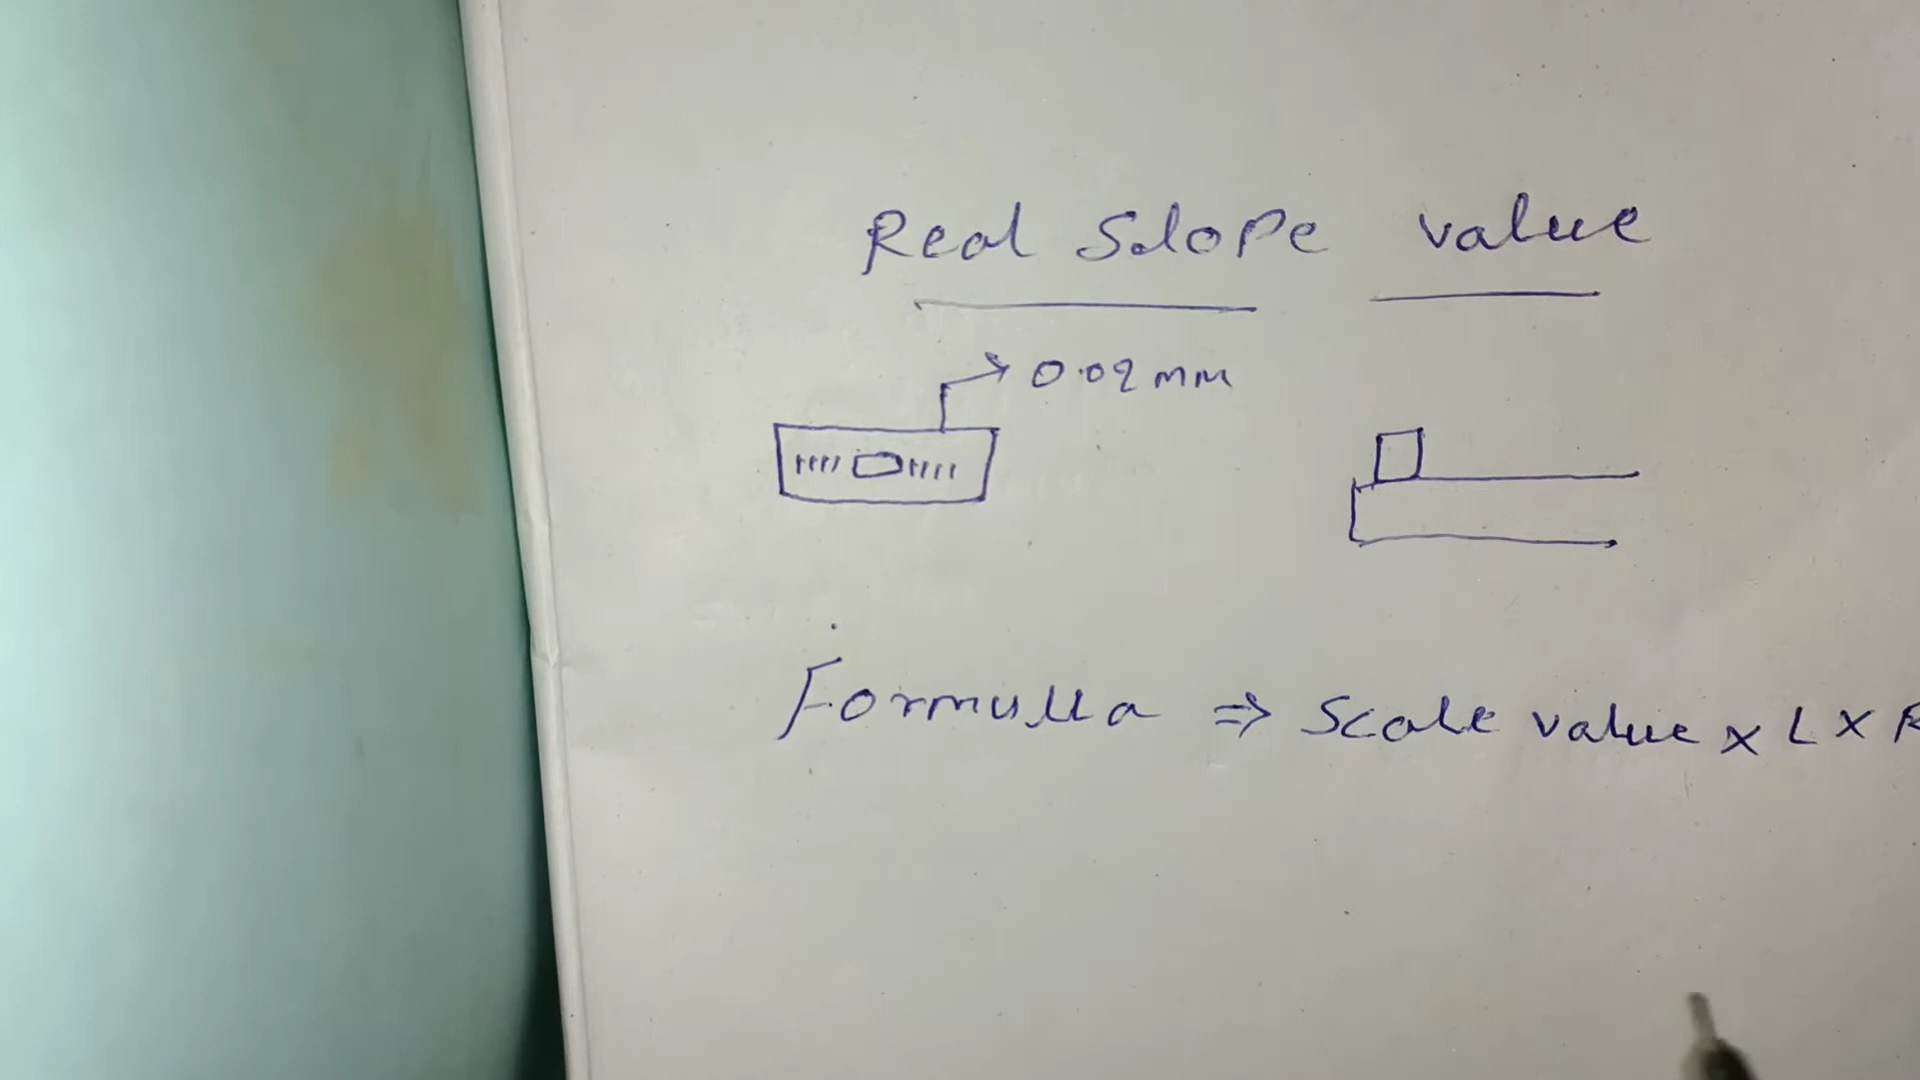 Real Slope value
0.02 mm
Formulla ⇒ Scale value x L x R